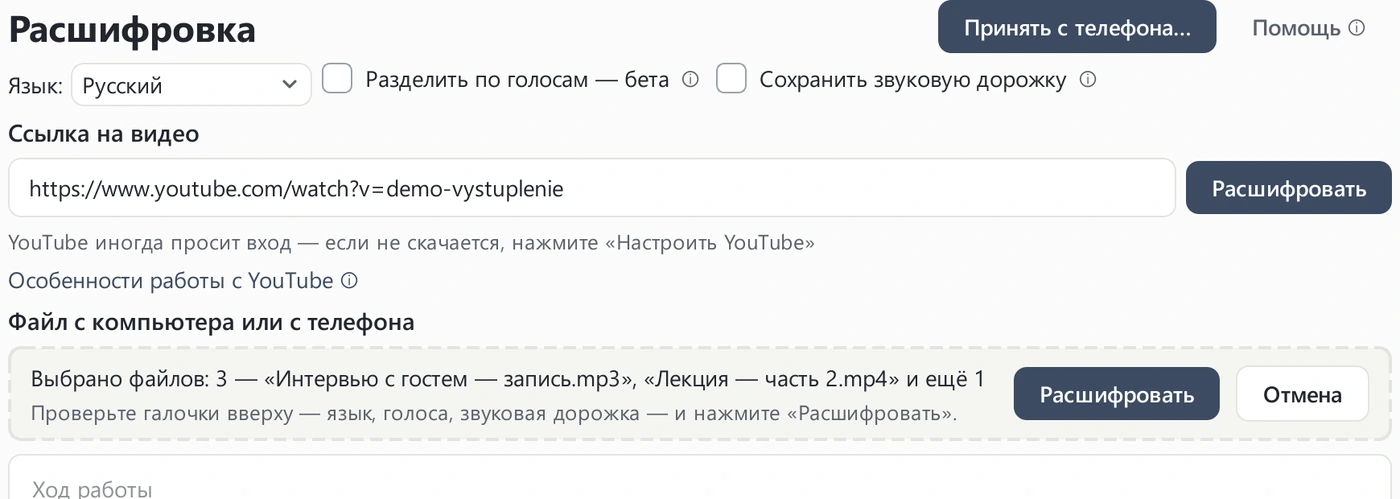 Расшифровка
Принять с телефона...
Помощь
Язык: Русский
Разделить по голосам — бета
Сохранить звуковую дорожку
Ссылка на видео
https://www.youtube.com/watch?v=demo-vystuplenie
Расшифровать
YouTube иногда просит вход — если не скачается, нажмите «Настроить YouTube»
Особенности работы с YouTube
Файл с компьютера или с телефона
Выбрано файлов: 3 — «Интервью с гостем — запись.mp3», «Лекция — часть 2.mp4» и ещё 1
Проверьте галочки вверху — язык, голоса, звуковая дорожка — и нажмите «Расшифровать».
Расшифровать
Отмена
Ход работы